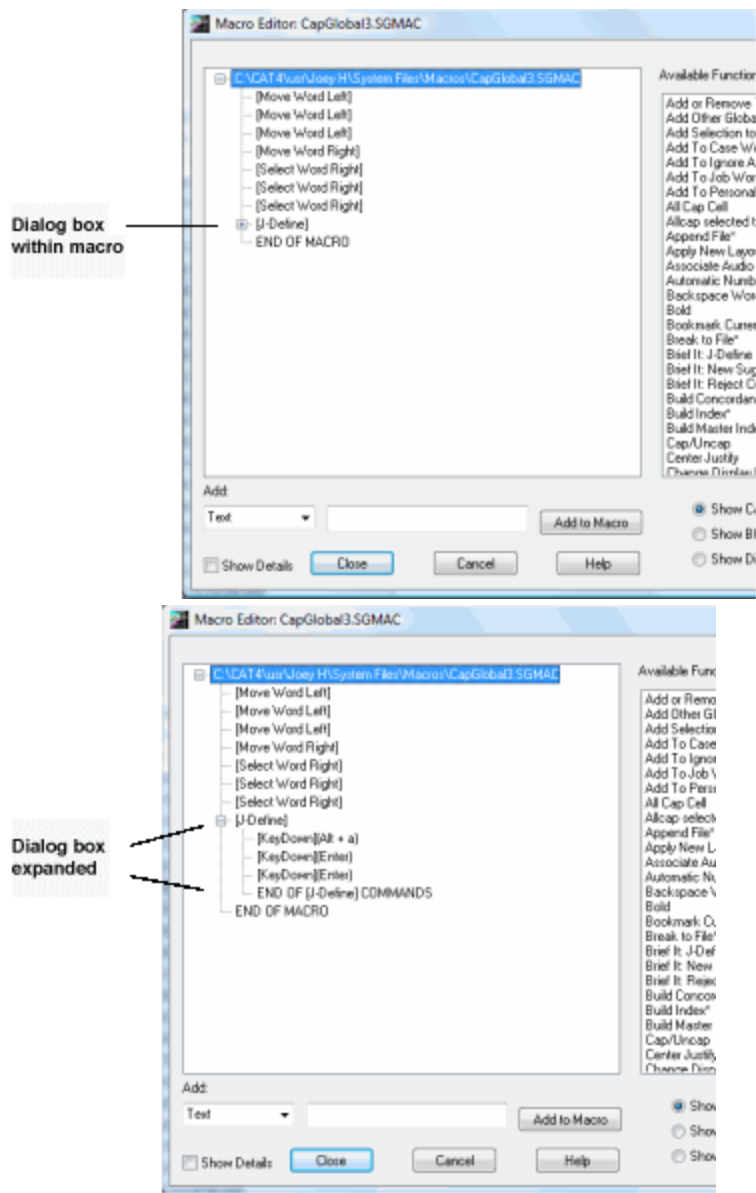 Macro Editor: CapGlobal3.SGMAC
C:\CAT4\usr\Joey H\System Files\Macros\CapGlobal3.SGMAC
[Move Word Left]
[Move Word Left]
[Move Word Left]
[Move Word Right]
[Select Word Right]
[Select Word Right]
[Select Word Right]
[J-Define]
END OF MACRO
Dialog box
within macro
Available Function
Add or Remove
Add Other Globa
Add Selection to
Add To Case Wo
Add To Ignore A
Add To Job Wor
Add To Personal
All Cap Cell
Allcap selected t
Append File*
Apply New Layou
Associate Audio
Automatic Numb
Backspace Wor
Bold
Bookmark Curren
Break to File*
Brief It: J-Define
Brief It: New Sug
Brief It: Reject Cu
Build Concordan
Build Index*
Build Master Inde
Cap/Uncap
Center Justify
Change Display
Add:
Text
Add to Macro
Show Details
Close
Cancel
Help
Show CA
Show Bl
Show Di
Macro Editor: CapGlobal3.SGMAC
C:\CAT4\usr\Joey H\System Files\Macros\CapGlobal3.SGMAC
[Move Word Left]
[Move Word Left]
[Move Word Left]
[Move Word Right]
[Select Word Right]
[Select Word Right]
[Select Word Right]
[J-Define]
[KeyDown](Alt + a)
[KeyDown](Enter)
[KeyDown](Enter)
END OF [J-Define] COMMANDS
END OF MACRO
Dialog box
expanded
Available Func
Add or Remo
Add Other Gl
Add Selection
Add To Case
Add To Ignor
Add To Job W
Add To Perso
All Cap Cell
Allcap select
Append File*
Apply New L
Associate Au
Automatic Nu
Backspace W
Bold
Bookmark Cu
Break to File*
Brief It: J-Def
Brief It: New
Brief It: Rejec
Build Concor
Build Index*
Build Master
Cap/Uncap
Center Justify
Change Disp
Add:
Text
Add to Macro
Show Details
Close
Cancel
Help
Show
Show
Show